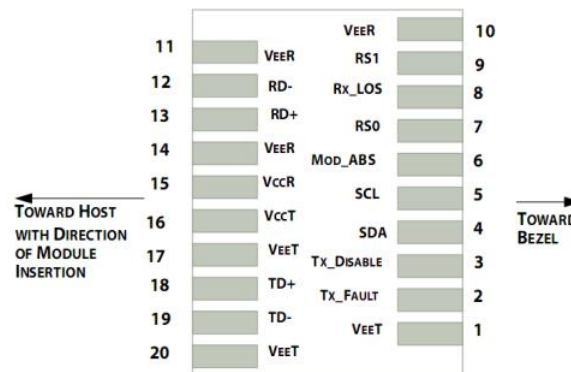 VEER 10
11 VEER RS1 9
12 RD- RX_LOS 8
13 RD+ RS0 7
14 VEER MOD_ABS 6
15 VCCR SCL 5
TOWARD HOST
WITH DIRECTION
OF MODULE
INSERTION
16 VCCT SDA 4
TOWARD
BEZEL
17 VEET TX_DISABLE 3
18 TD+ TX_FAULT 2
19 TD- VEET 1
20 VEET